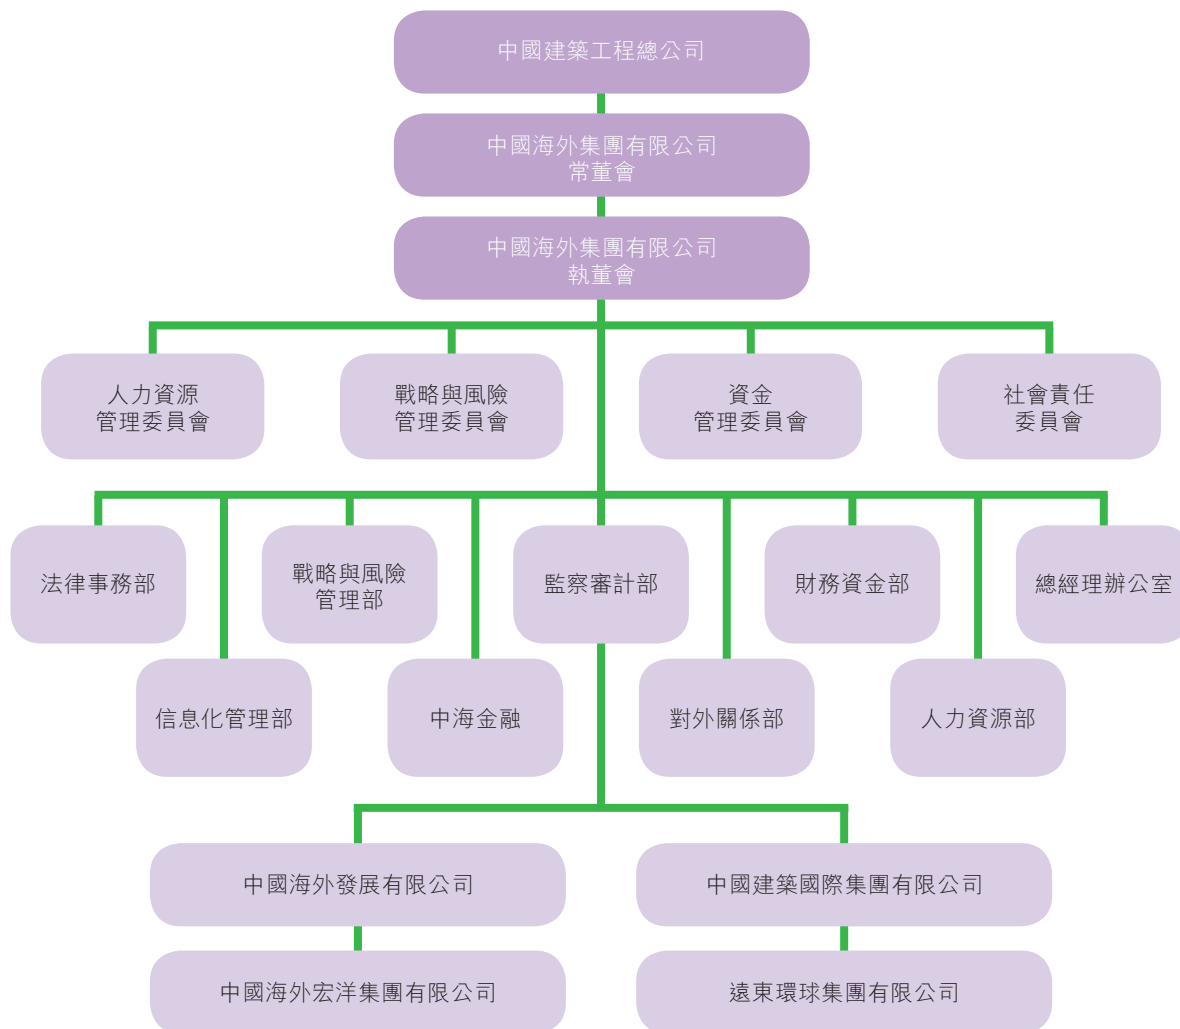 中國建築工程總公司
中國海外集團有限公司
常董會
中國海外集團有限公司
執董會
人力資源
管理委員會
戰略與風險
管理委員會
資金
管理委員會
社會責任
委員會
法律事務部
戰略與風險
管理部
監察審計部
財務資金部
總經理辦公室
信息化管理部
中海金融
對外關係部
人力資源部
中國海外發展有限公司
中國建築國際集團有限公司
中國海外宏洋集團有限公司
遠東環球集團有限公司